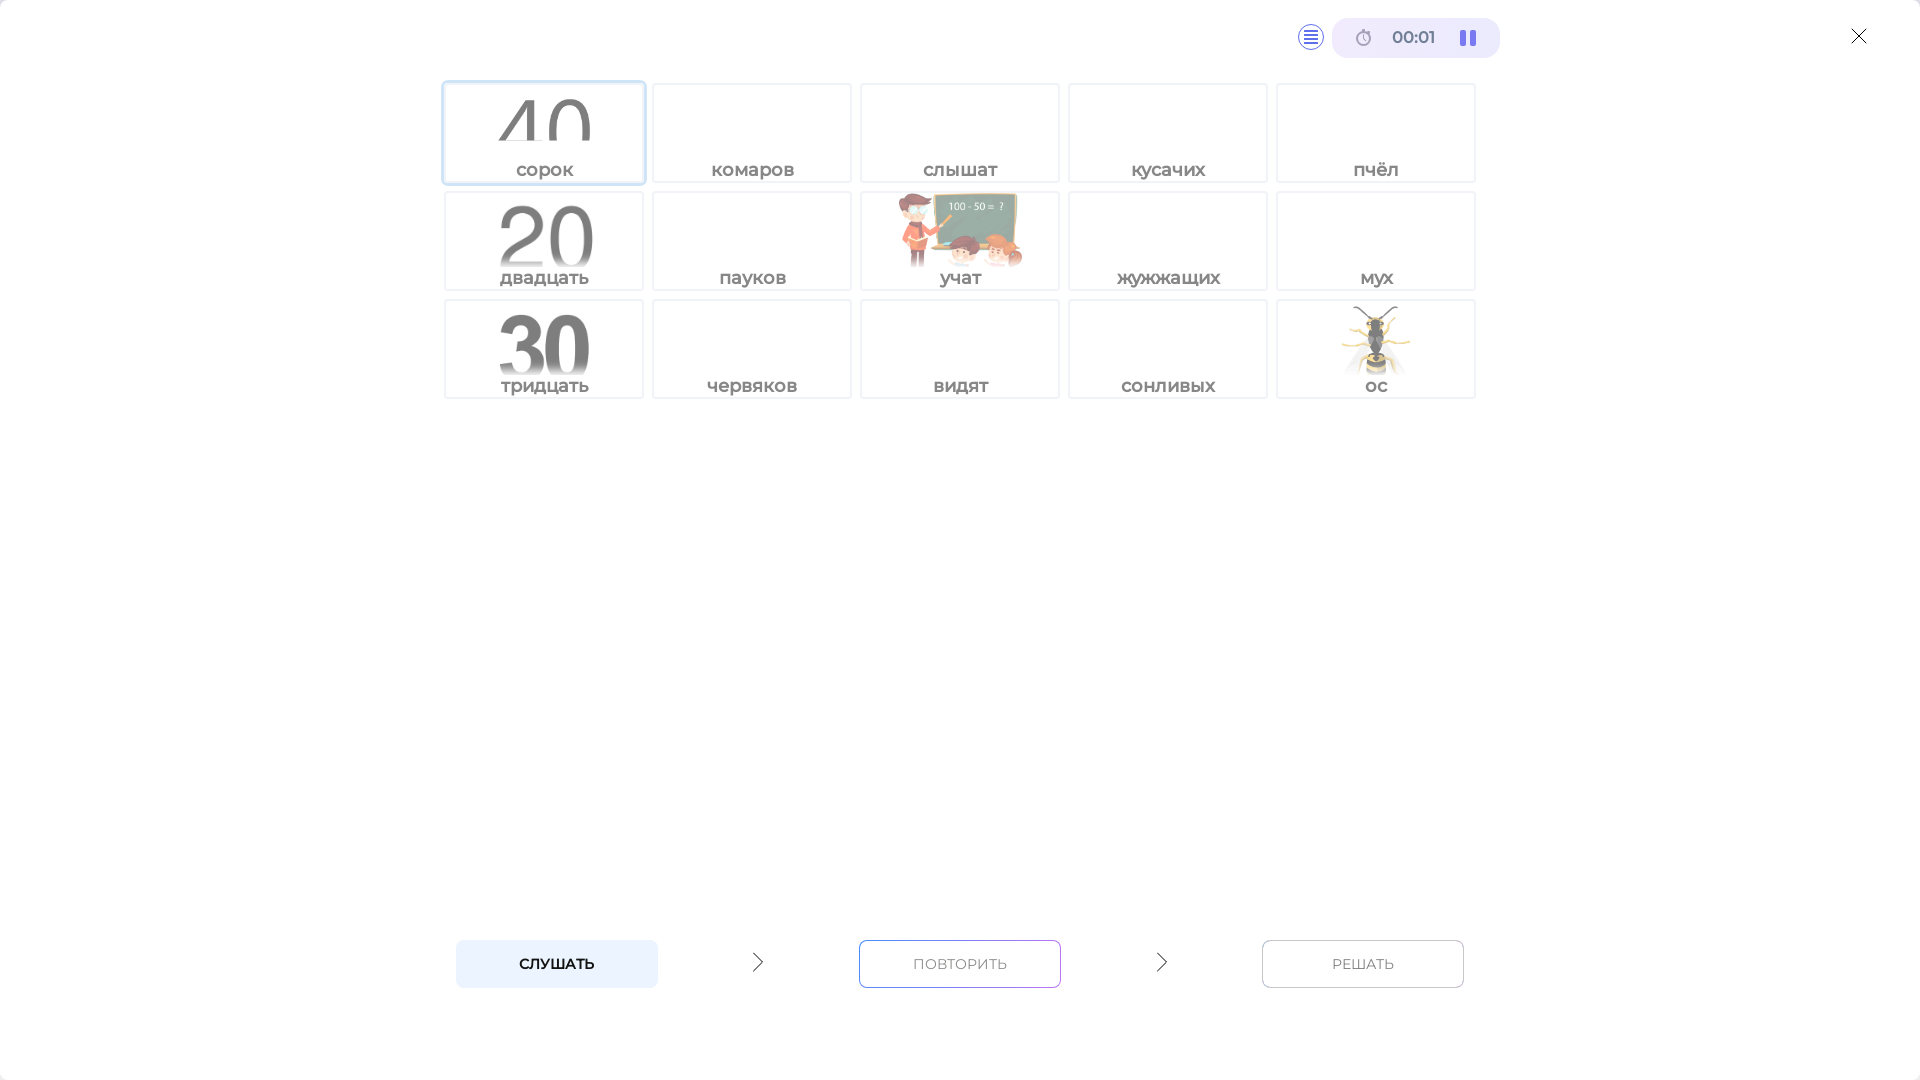 00:01
40
сорок
комаров
слышат
кусачих
пчёл
20
двадцать
пауков
100 - 50 = ?
учат
жужжащих
мух
30
тридцать
червяков
видят
сонливых
ос
СЛУШАТЬ
ПОВТОРИТЬ
РЕШАТЬ